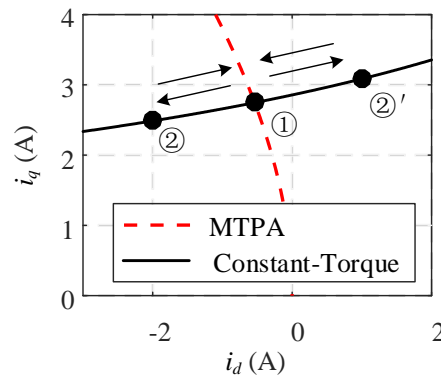 4
3
2
1
0
i_q (A)
②
①
②'
MTPA
Constant-Torque
-2
0
2
i_d (A)